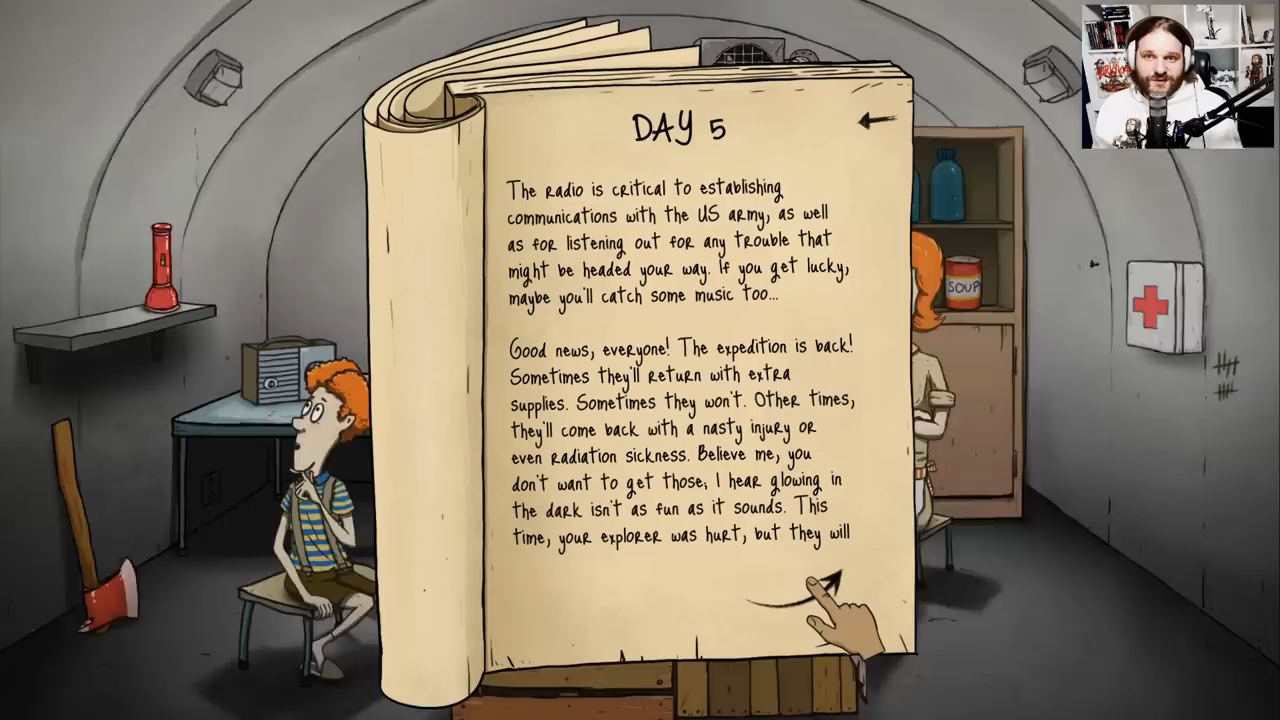 DAY 5
The radio is critical to establishing
communications with the US army, as well
as for listening out for any trouble that
might be headed your way. If you get lucky,
maybe you'll catch some music too...
Good news, everyone! The expedition is back!
Sometimes they'll return with extra
supplies. Sometimes they won't. Other times,
they'll come back with a nasty injury or
even radiation sickness. Believe me, you
don't want to get those; I hear glowing in
the dark isn't as fun as it sounds. This
time, your explorer was hurt, but they will
SOUP